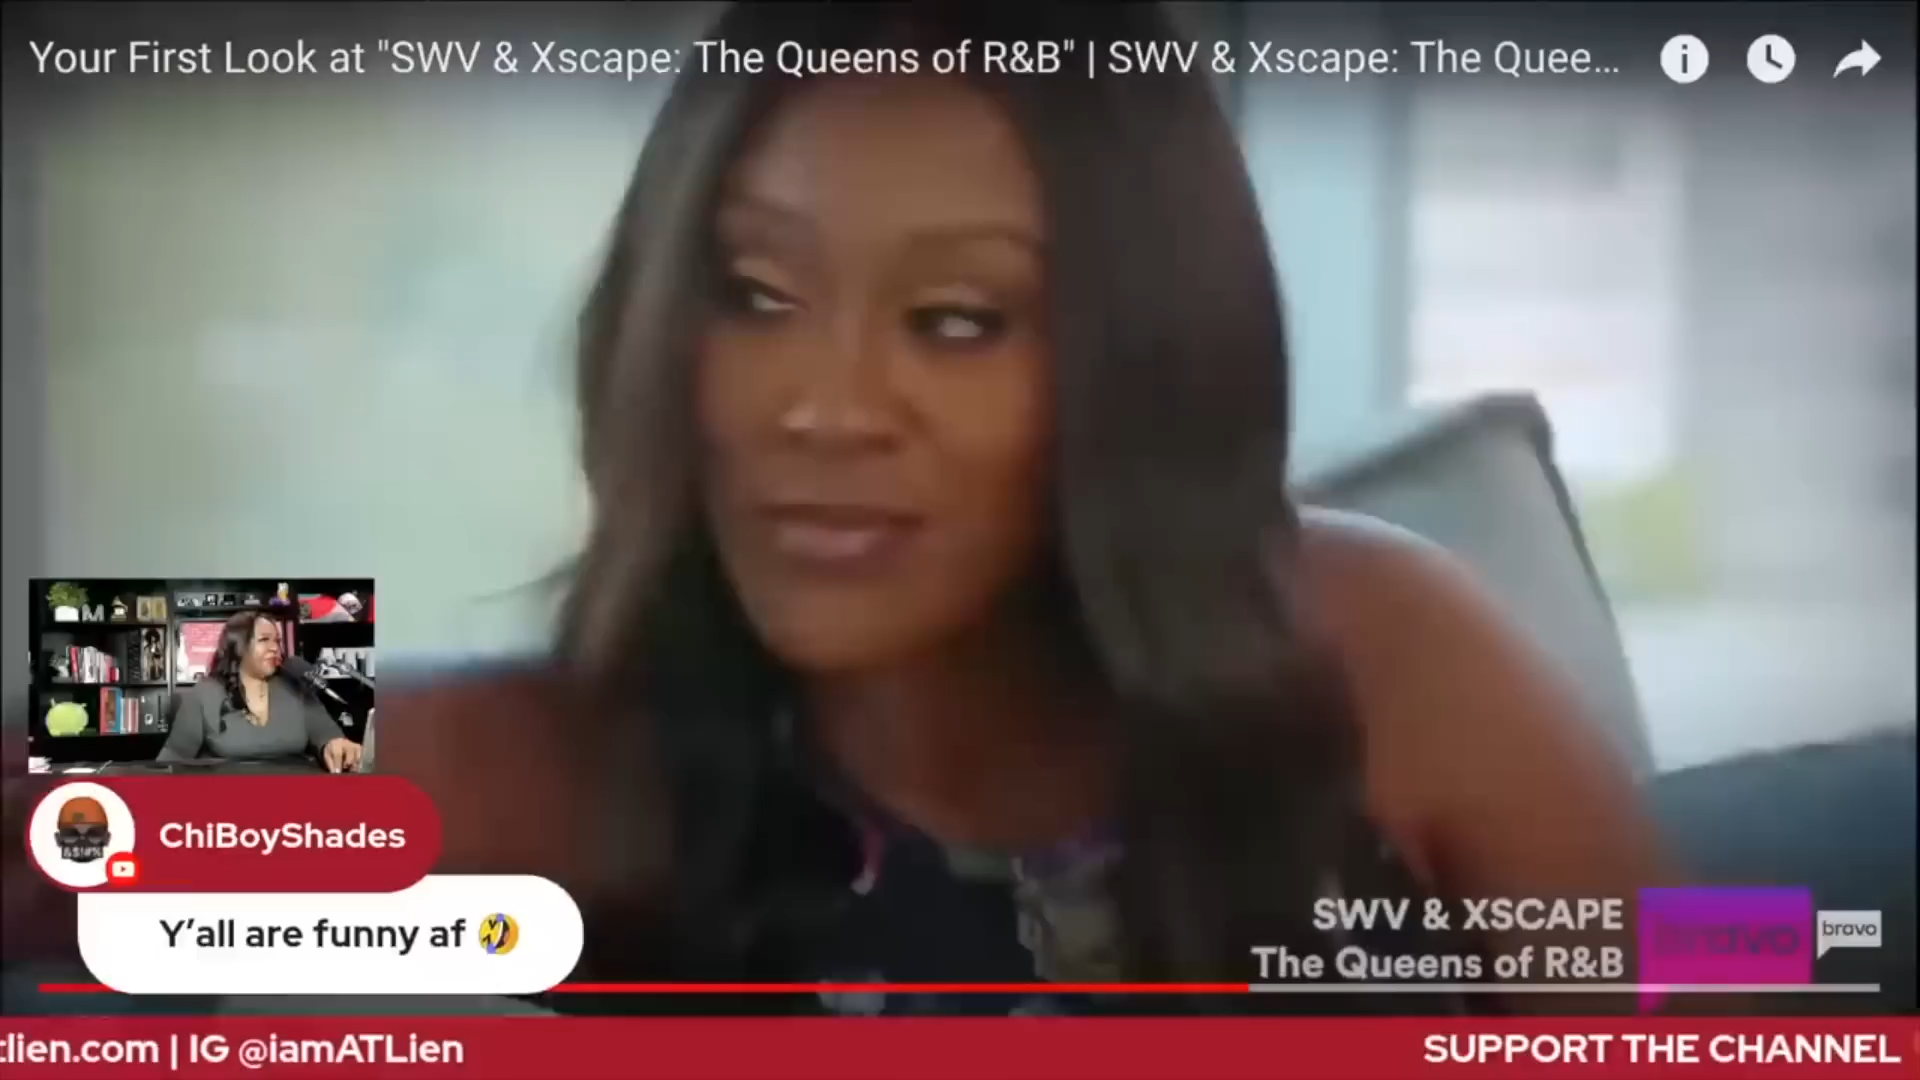 Your First Look at "SWV & Xscape: The Queens of R&B" | SWV & Xscape: The Quee...
M
ChiBoyShades
&$!#%
Y'all are funny af
SWV & XSCAPE
The Queens of R&B
bravo
bravo
tlien.com | IG @iamATLien
SUPPORT THE CHANNEL